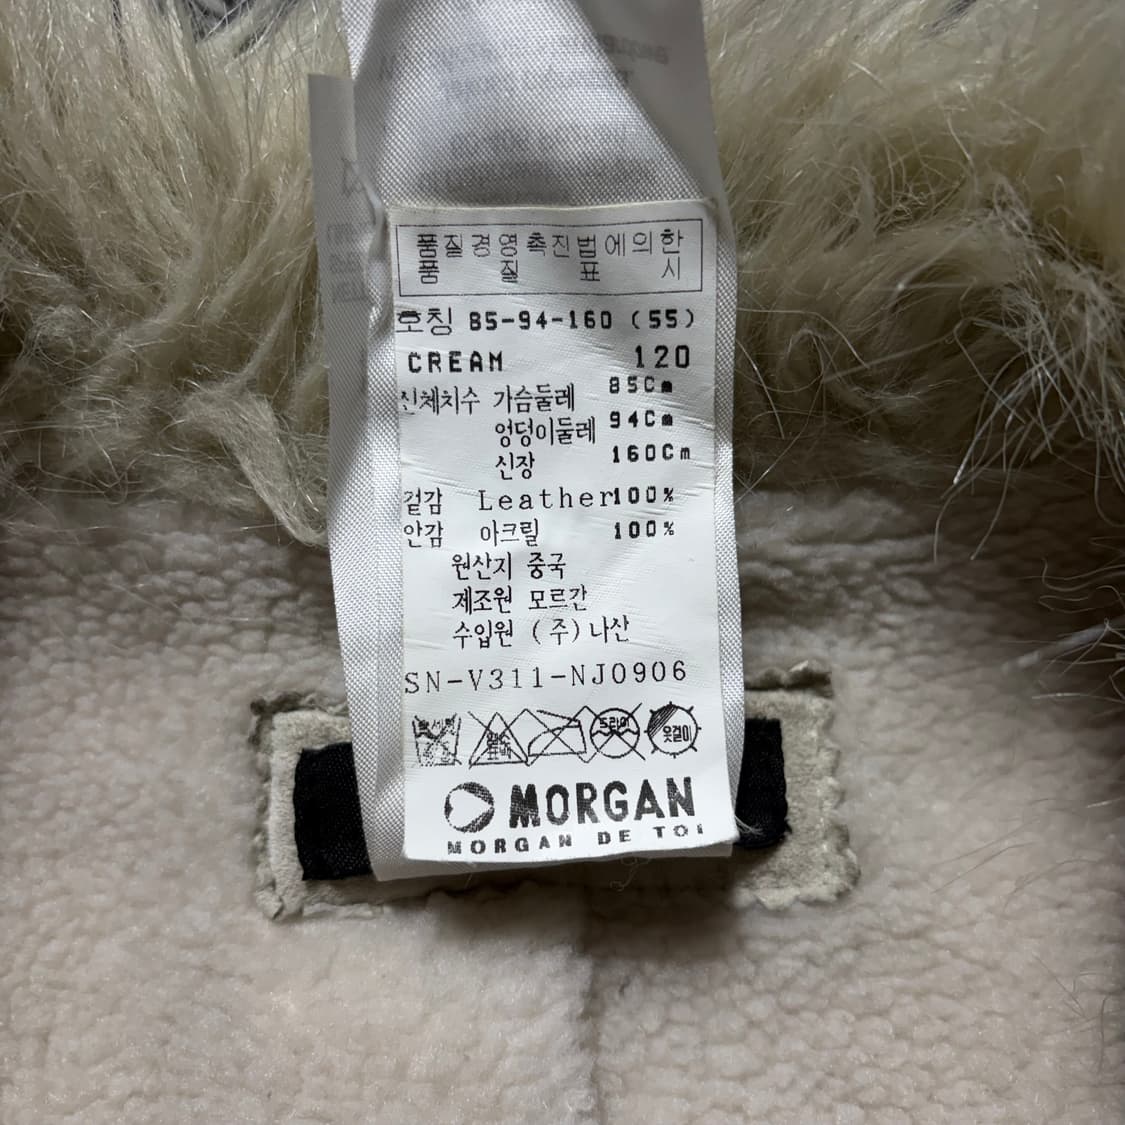 품질경영촉진법에의한
품 질 표 시
호칭 85-94-160 (55)
CREAM 120
신체치수 가슴둘레 85Cm
엉덩이둘레 94Cm
신장 160Cm
겉감 Leather 100%
안감 아크릴 100%
원산지 중국
제조원 모르간
수입원 (주)나산
SN-V311-NJ0906
드라이 옷걸이
MORGAN
MORGAN DE TOI